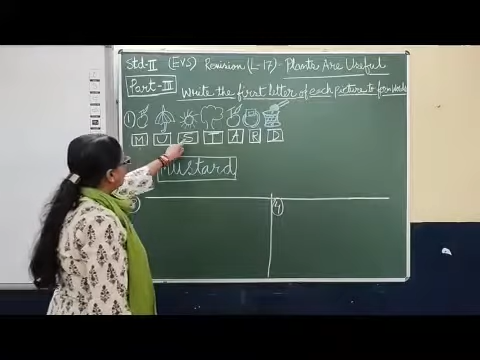 Std-II (EVS) Revision (L-17)- Plants Are Useful
Part-III Write the first letter of each picture to form words
① M U S T A R D
Mustard
③ ④